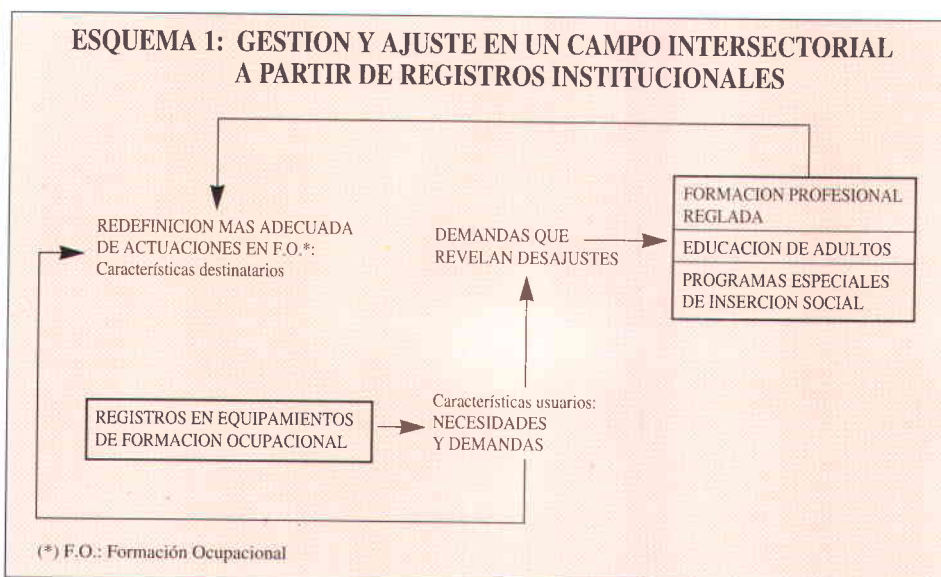 ESQUEMA 1: GESTION Y AJUSTE EN UN CAMPO INTERSECTORIAL
A PARTIR DE REGISTROS INSTITUCIONALES
REDEFINICION MAS ADECUADA
DE ACTUACIONES EN F.O.*:
Características destinatarios
DEMANDAS QUE
REVELAN DESAJUSTES
FORMACION PROFESIONAL
REGLADA
EDUCACION DE ADULTOS
PROGRAMAS ESPECIALES
DE INSERCION SOCIAL
REGISTROS EN EQUIPAMIENTOS
DE FORMACION OCUPACIONAL
Características usuarios:
NECESIDADES
Y DEMANDAS
(*) F.O.: Formación Ocupacional